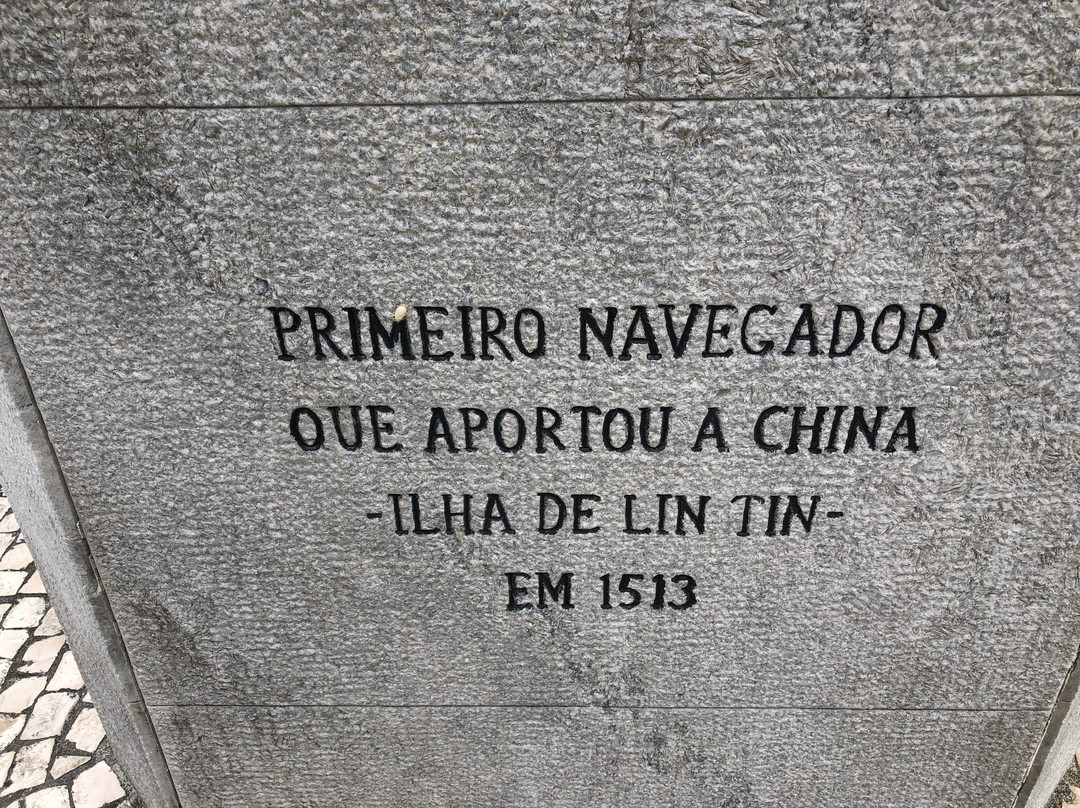 PRIMEIRO NAVEGADOR
QUE APORTOU A CHINA
-ILHA DE LIN TIN-
EM 1513